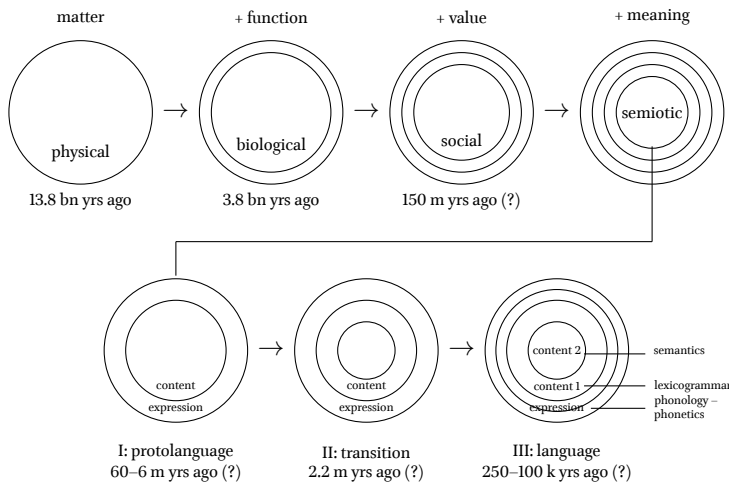 matter
+ function
+ value
+ meaning
physical
biological
social
semiotic
13.8 bn yrs ago
3.8 bn yrs ago
150 m yrs ago (?)
content
expression
content
expression
content 2
content 1
expression
semantics
lexicogrammar
phonology –
phonetics
I: protolanguage
60–6 m yrs ago (?)
II: transition
2.2 m yrs ago (?)
III: language
250–100 k yrs ago (?)